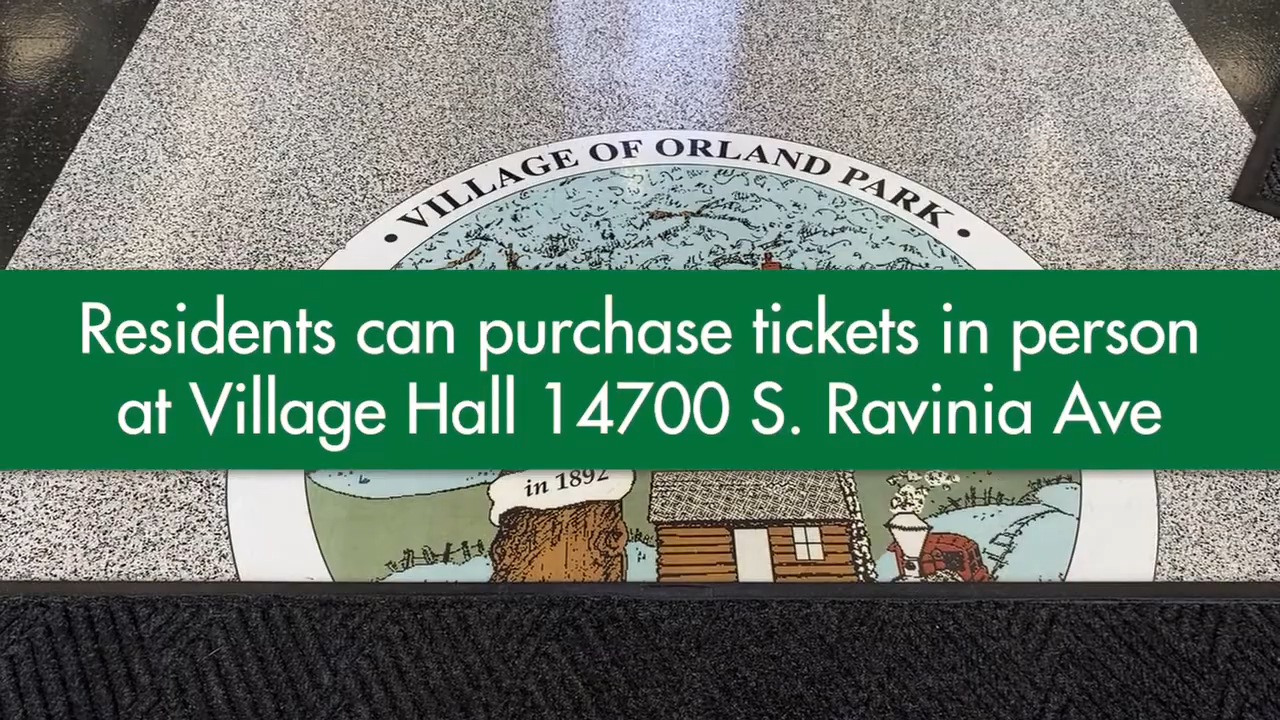 • VILLAGE OF ORLAND PARK •
Residents can purchase tickets in person
at Village Hall 14700 S. Ravinia Ave
in 1892